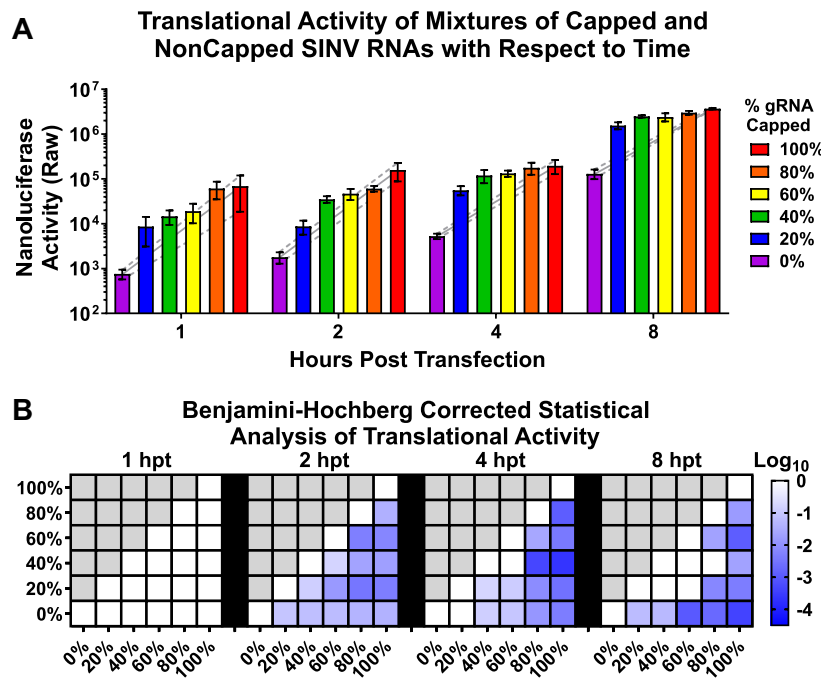 A
Translational Activity of Mixtures of Capped and
NonCapped SINV RNAs with Respect to Time
Nanoluciferase
Activity (Raw)
10^7
10^6
10^5
10^4
10^3
10^2
1 2 4 8
Hours Post Transfection
% gRNA
Capped
100%
80%
60%
40%
20%
0%
B
Benjamini-Hochberg Corrected Statistical
Analysis of Translational Activity
1 hpt 2 hpt 4 hpt 8 hpt Log10
100%
80%
60%
40%
20%
0%
0
-1
-2
-3
-4
0% 20% 40% 60% 80% 100% 0% 20% 40% 60% 80% 100% 0% 20% 40% 60% 80% 100% 0% 20% 40% 60% 80% 100%